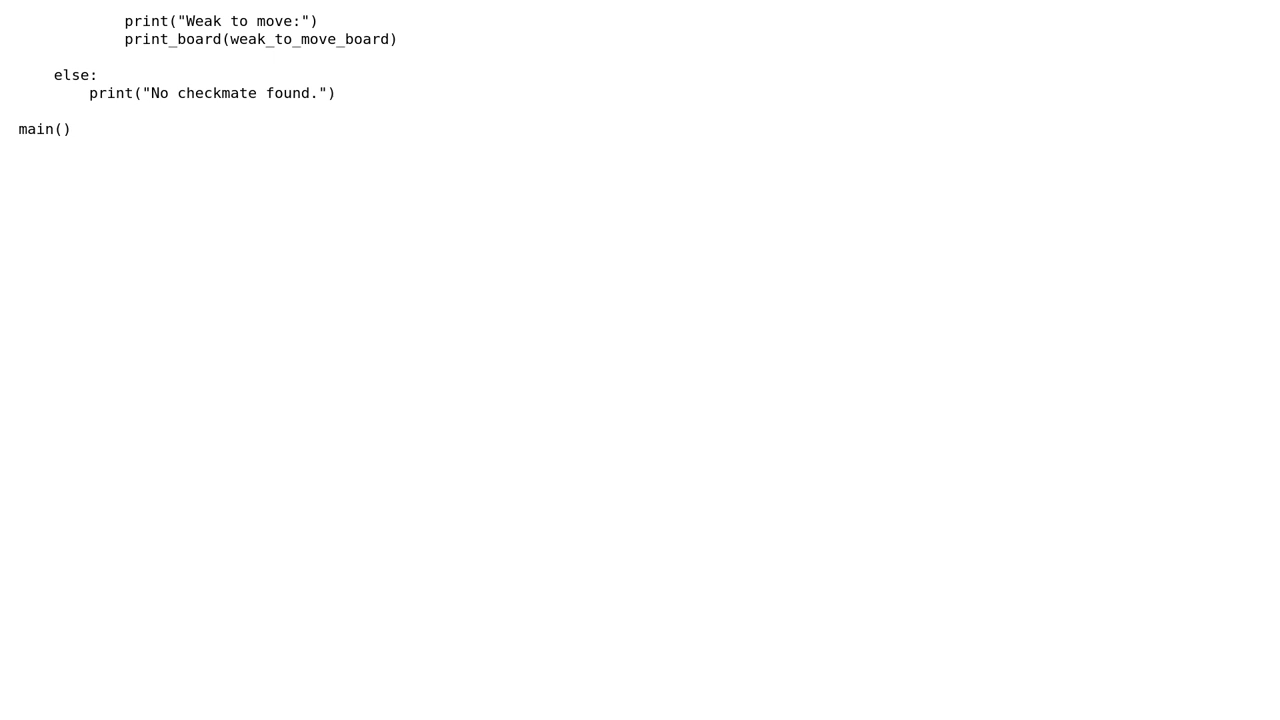 print("Weak to move:")
            print_board(weak_to_move_board)

    else:
        print("No checkmate found.")

main()